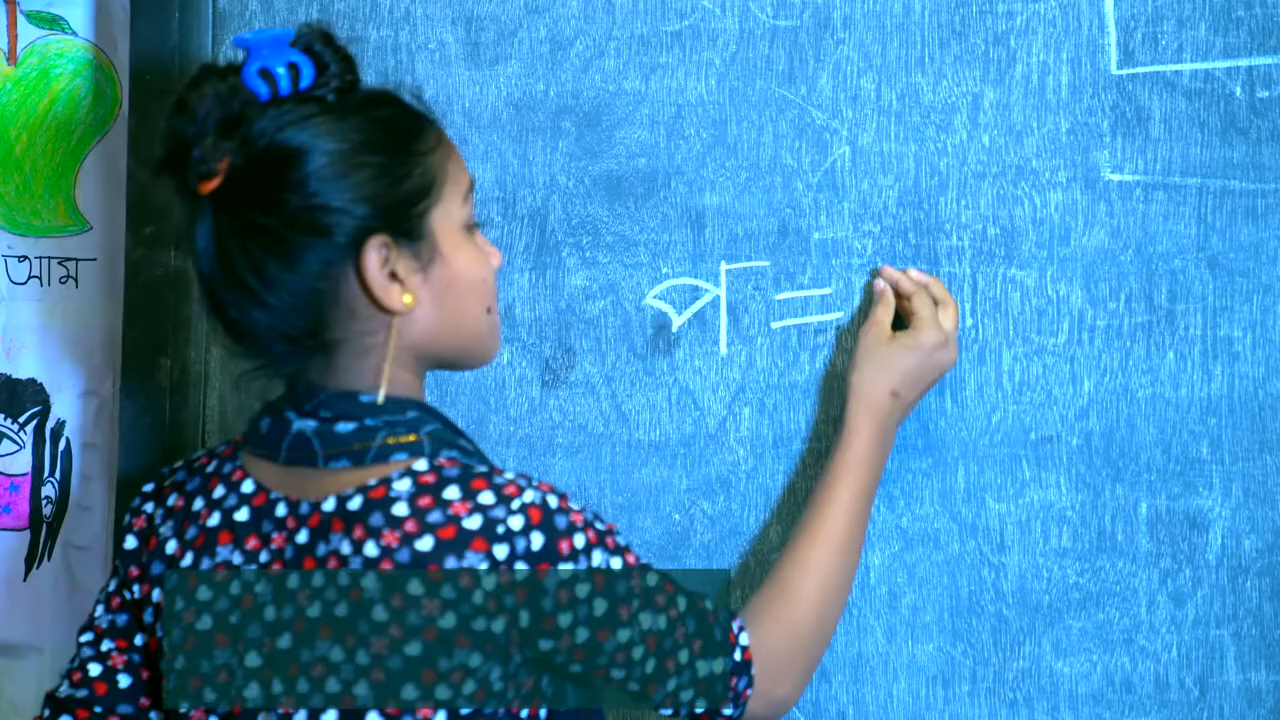 আম
প =